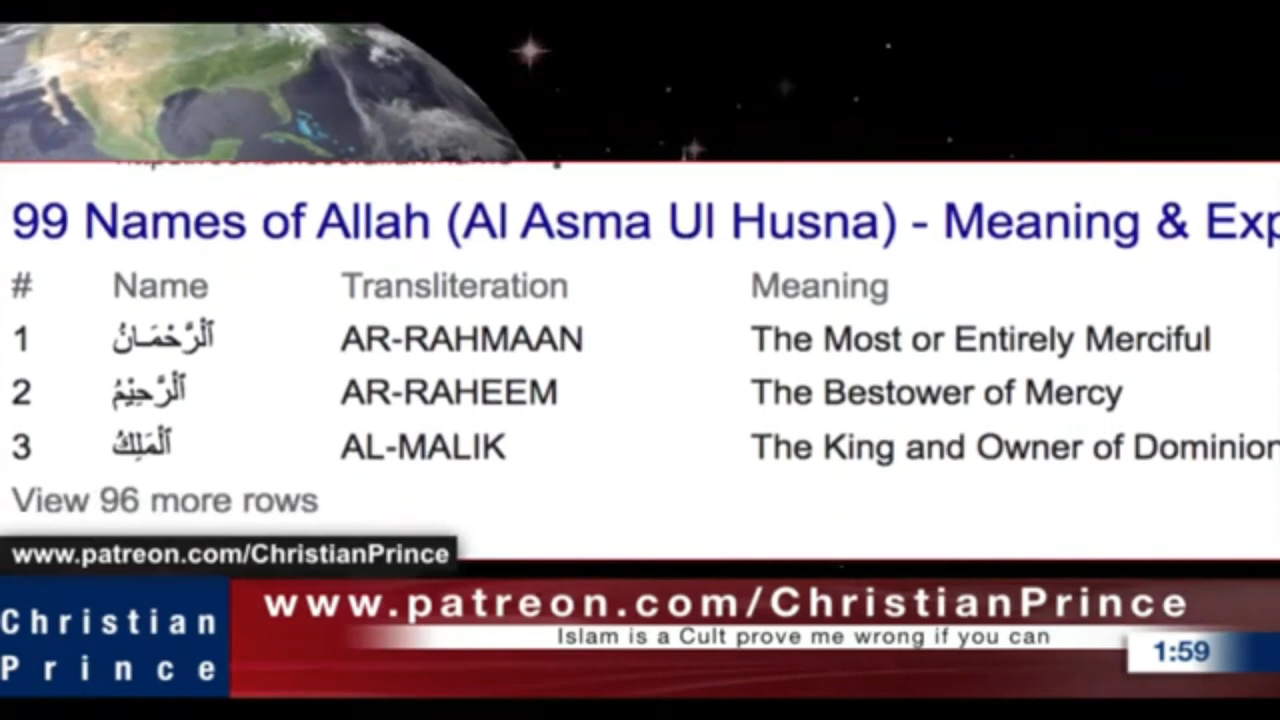 99 Names of Allah (Al Asma Ul Husna) - Meaning & Exp
# Name Transliteration Meaning
1 ٱلْرَّحْمَـانُ AR-RAHMAAN The Most or Entirely Merciful
2 ٱلْرَّحِيْمُ AR-RAHEEM The Bestower of Mercy
3 ٱلْمَلِكُ AL-MALIK The King and Owner of Dominion
View 96 more rows
www.patreon.com/ChristianPrince
Christian
Prince
www.patreon.com/ChristianPrince
Islam is a Cult prove me wrong if you can
1:59